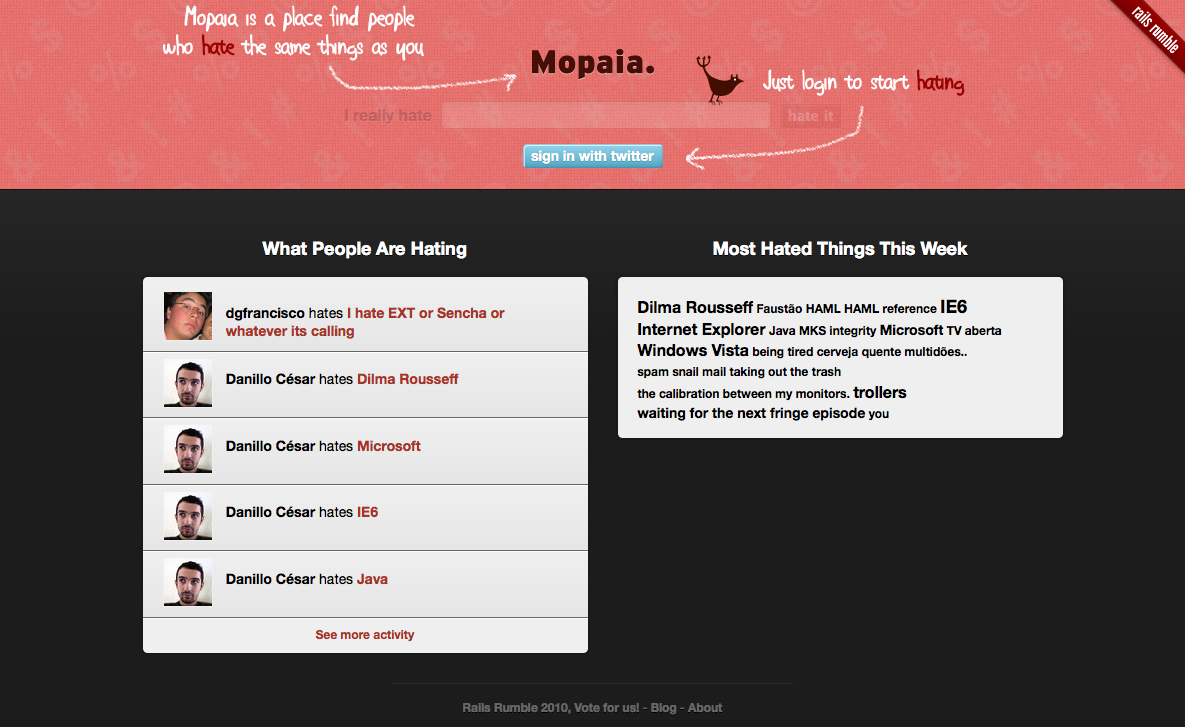 Mopaia is a place find people
who hate the same things as you
rails rumble
Mopaia.
Just login to start hating
I really hate
hate it
sign in with twitter
What People Are Hating
dgfrancisco hates I hate EXT or Sencha or
whatever its calling
Danillo César hates Dilma Rousseff
Danillo César hates Microsoft
Danillo César hates IE6
Danillo César hates Java
See more activity
Most Hated Things This Week
Dilma Rousseff Faustão HAML HAML reference IE6
Internet Explorer Java MKS integrity Microsoft TV aberta
Windows Vista being tired cerveja quente multidões..
spam snail mail taking out the trash
the calibration between my monitors. trollers
waiting for the next fringe episode you
Rails Rumble 2010, Vote for us! - Blog - About